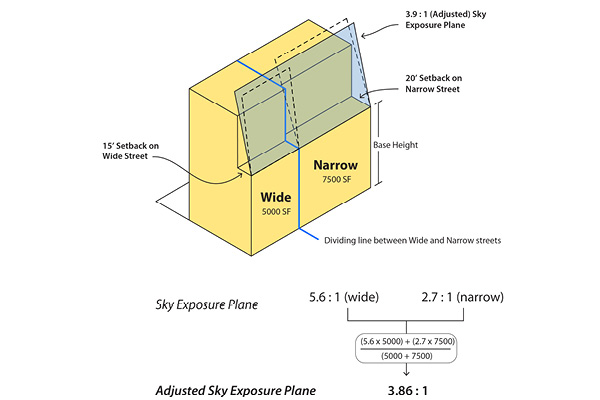 3.9 : 1 (Adjusted) Sky
Exposure Plane
20’ Setback on
Narrow Street
15’ Setback on
Wide Street
Base Height
Narrow
7500 SF
Wide
5000 SF
Dividing line between Wide and Narrow streets
Sky Exposure Plane
5.6 : 1 (wide)
2.7 : 1 (narrow)
(5.6 x 5000) + (2.7 x 7500)
(5000 + 7500)
Adjusted Sky Exposure Plane
3.86 : 1